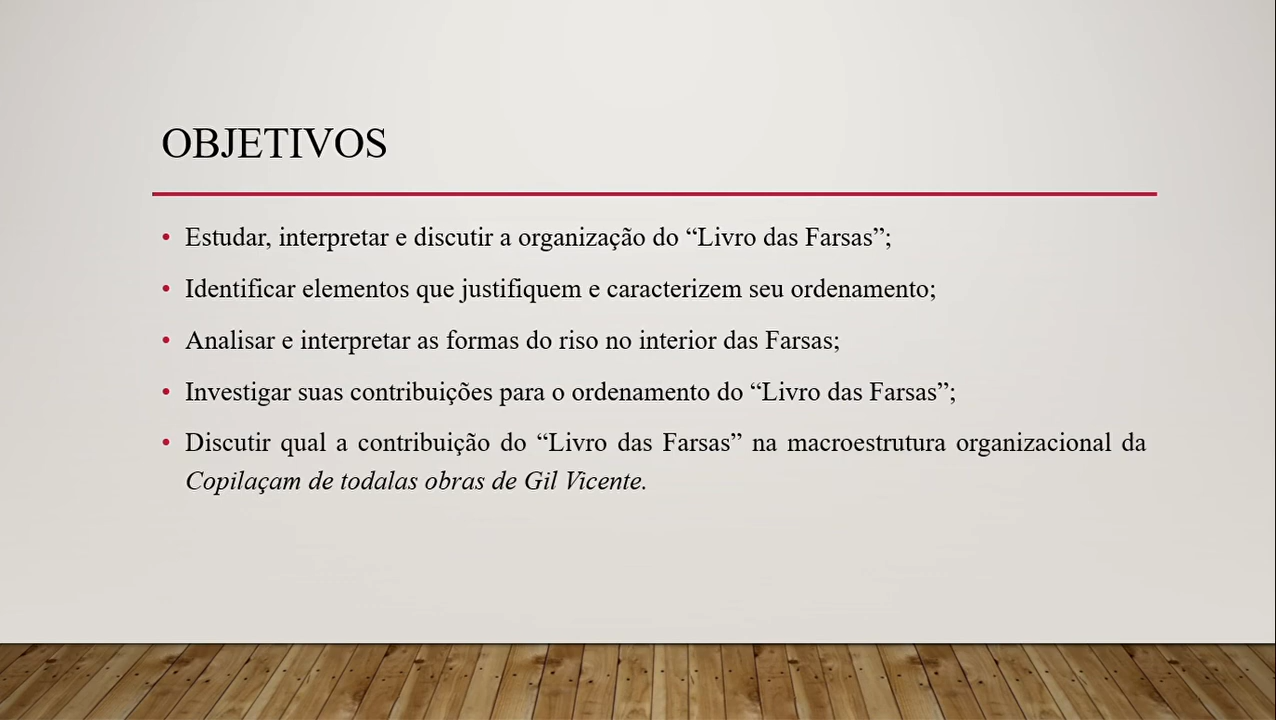 OBJETIVOS
• Estudar, interpretar e discutir a organização do “Livro das Farsas”;
• Identificar elementos que justifiquem e caracterizem seu ordenamento;
• Analisar e interpretar as formas do riso no interior das Farsas;
• Investigar suas contribuições para o ordenamento do “Livro das Farsas”;
• Discutir qual a contribuição do “Livro das Farsas” na macroestrutura organizacional da
Copilaçam de todalas obras de Gil Vicente.